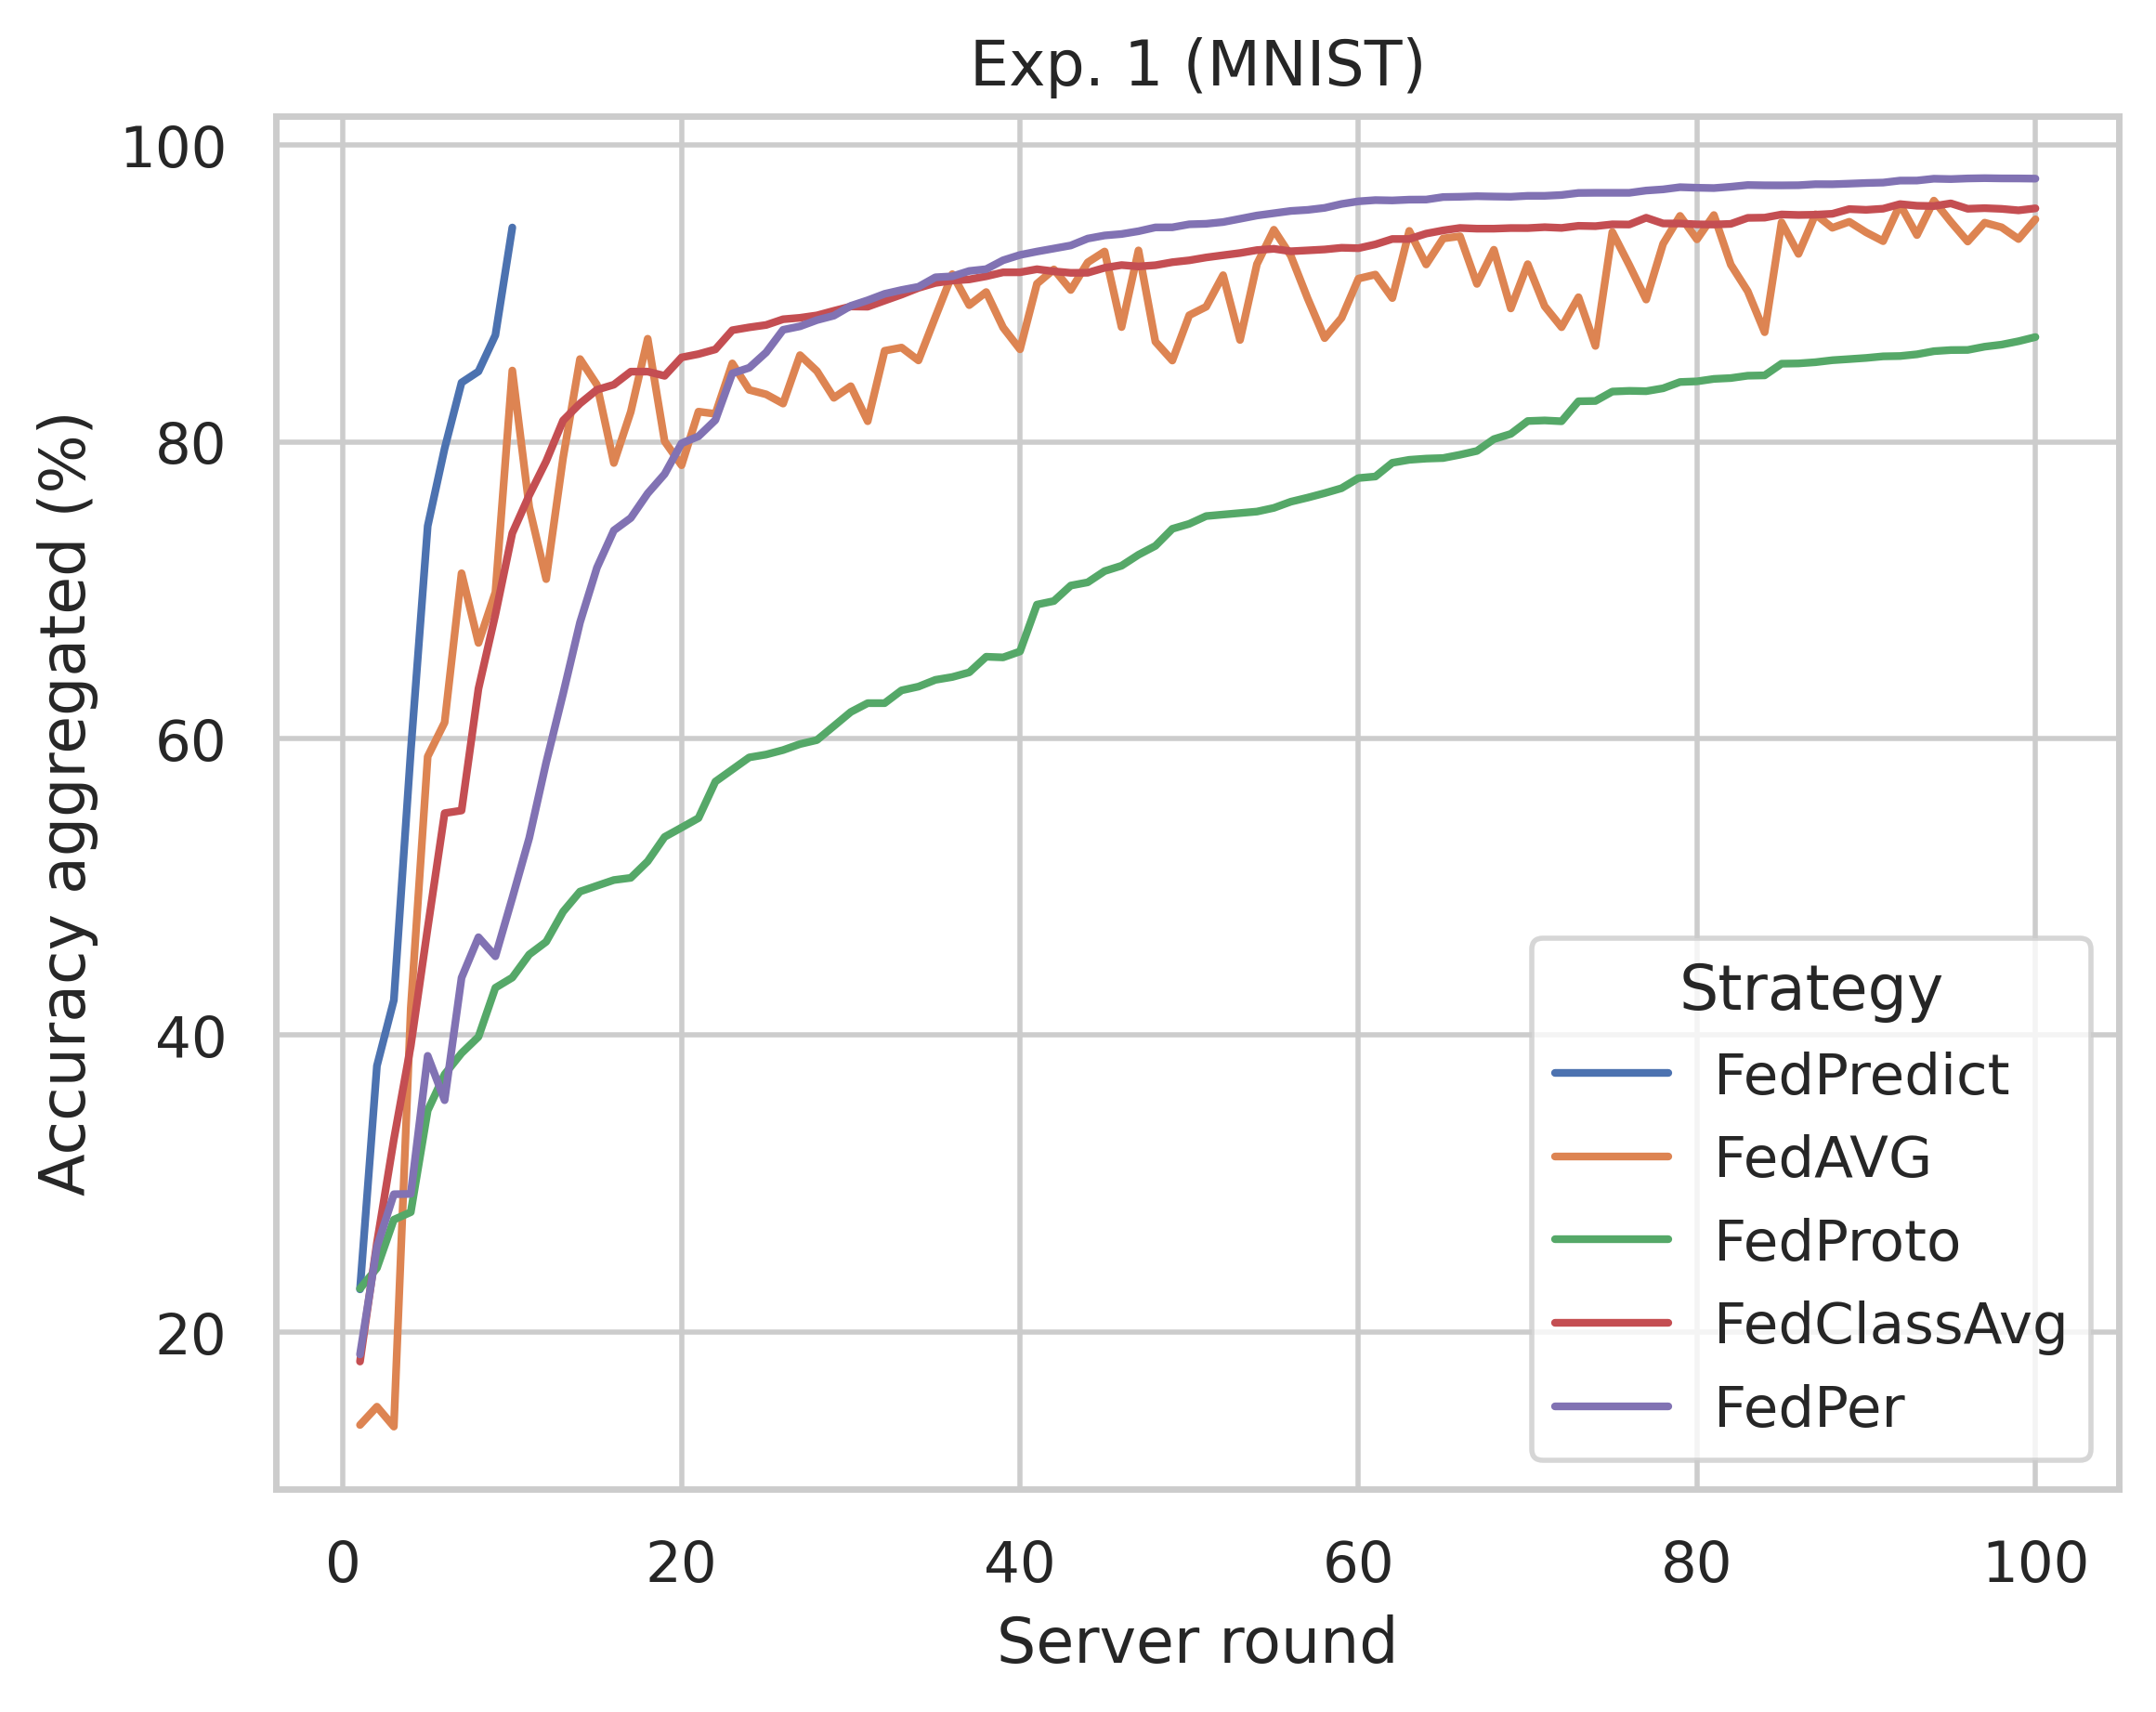 Exp. 1 (MNIST)
Accuracy aggregated (%)
100
80
60
40
20
0
20
40
60
80
100
Server round
Strategy
FedPredict
FedAVG
FedProto
FedClassAvg
FedPer